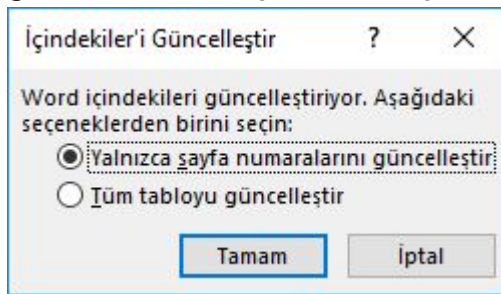 İçindekiler'i Güncelleştir ? ×
Word içindekileri güncelleştiriyor. Aşağıdaki
seçeneklerden birini seçin:
Yalnızca sayfa numaralarını güncelleştir
Tüm tabloyu güncelleştir
Tamam İptal